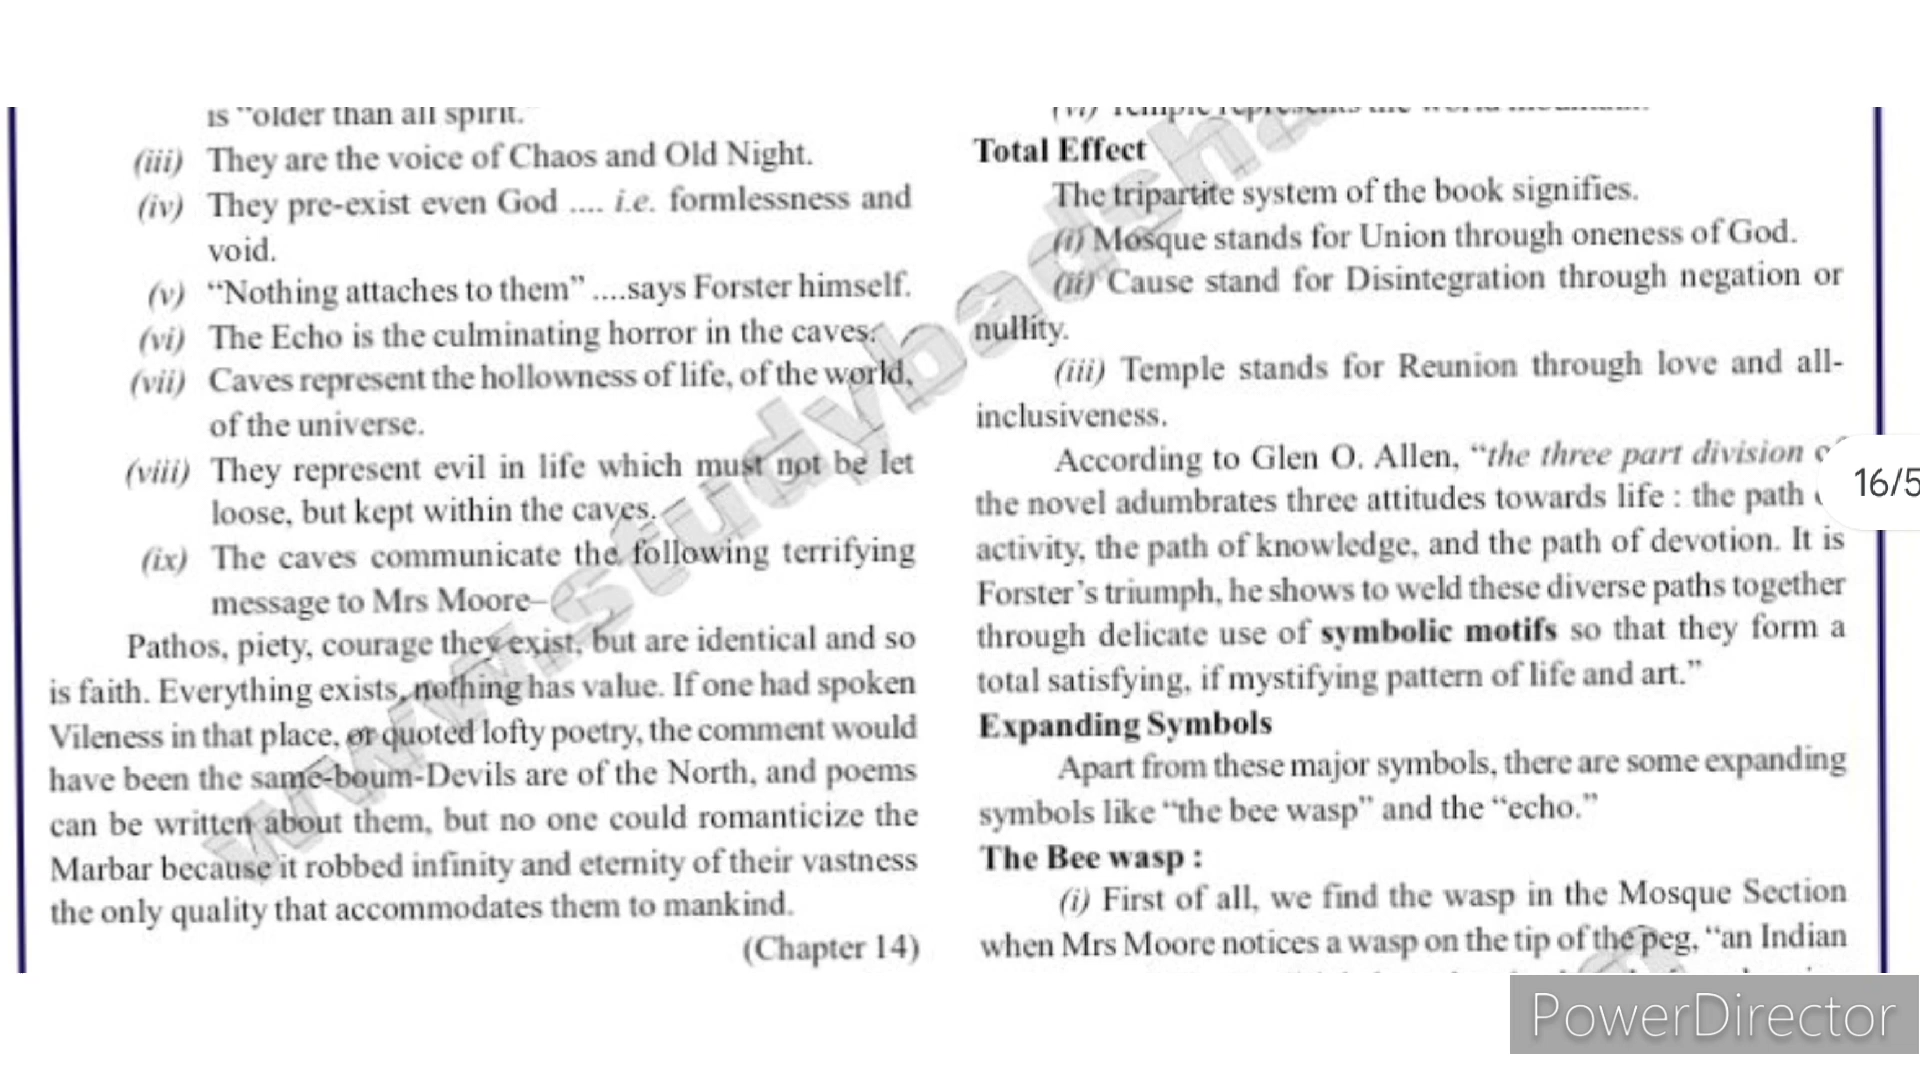 is "older than all spirit."
(iii) They are the voice of Chaos and Old Night.
(iv) They pre-exist even God .... i.e. formlessness and
void.
(v) "Nothing attaches to them" ....says Forster himself.
(vi) The Echo is the culminating horror in the caves.
(vii) Caves represent the hollowness of life, of the world,
of the universe.
(viii) They represent evil in life which must not be let
loose, but kept within the caves.
(ix) The caves communicate the following terrifying
message to Mrs Moore–
Pathos, piety, courage they exist, but are identical and so
is faith. Everything exists, nothing has value. If one had spoken
Vileness in that place, or quoted lofty poetry, the comment would
have been the same-boum-Devils are of the North, and poems
can be written about them, but no one could romanticize the
Marbar because it robbed infinity and eternity of their vastness
the only quality that accommodates them to mankind.
(Chapter 14)
(vi) Temple represents the world mountain.
Total Effect
The tripartite system of the book signifies.
(i) Mosque stands for Union through oneness of God.
(ii) Cause stand for Disintegration through negation or
nullity.
(iii) Temple stands for Reunion through love and all-
inclusiveness.
According to Glen O. Allen, "the three part division
the novel adumbrates three attitudes towards life : the path
activity, the path of knowledge, and the path of devotion. It is
Forster's triumph, he shows to weld these diverse paths together
through delicate use of symbolic motifs so that they form a
total satisfying, if mystifying pattern of life and art."
Expanding Symbols
Apart from these major symbols, there are some expanding
symbols like "the bee wasp" and the "echo."
The Bee wasp :
(i) First of all, we find the wasp in the Mosque Section
when Mrs Moore notices a wasp on the tip of the peg, "an Indian
www.studybadsha
16/5
PowerDirector